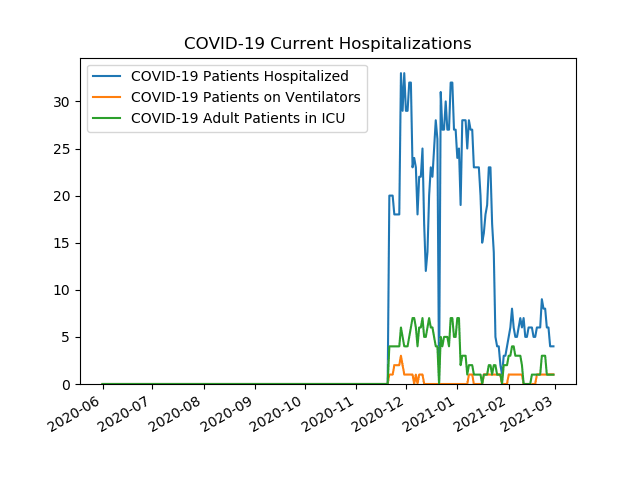 COVID-19 Current Hospitalizations
COVID-19 Patients Hospitalized
COVID-19 Patients on Ventilators
COVID-19 Adult Patients in ICU
30
25
20
15
10
5
0
2020-06 2020-07 2020-08 2020-09 2020-10 2020-11 2020-12 2021-01 2021-02 2021-03